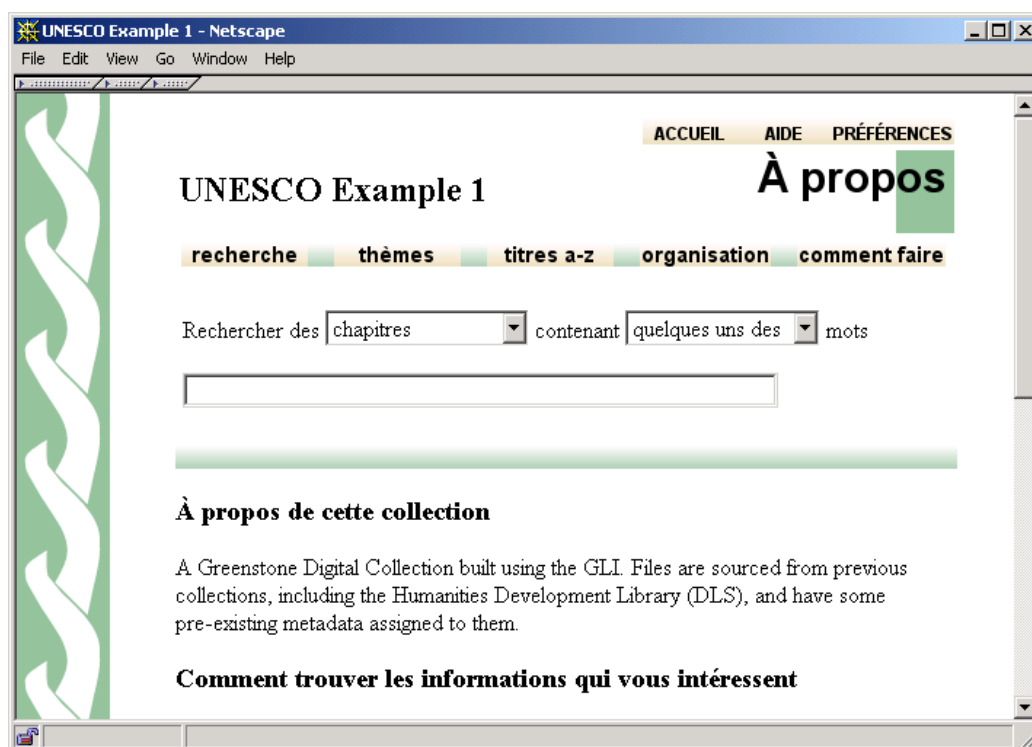 UNESCO Example 1 - Netscape
File Edit View Go Window Help
ACCUEIL AIDE PRÉFÉRENCES
À propos
UNESCO Example 1
recherche thèmes titres a-z organisation comment faire
Rechercher des chapitres contenant quelques uns des mots
À propos de cette collection
A Greenstone Digital Collection built using the GLI. Files are sourced from previous
collections, including the Humanities Development Library (DLS), and have some
pre-existing metadata assigned to them.
Comment trouver les informations qui vous intéressent